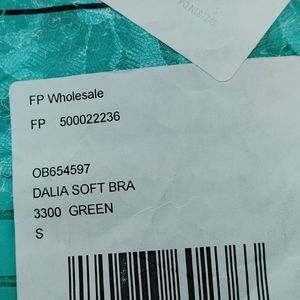 S
FP Wholesale
FP 500022236
OB654597
DALIA SOFT BRA
3300 GREEN
S